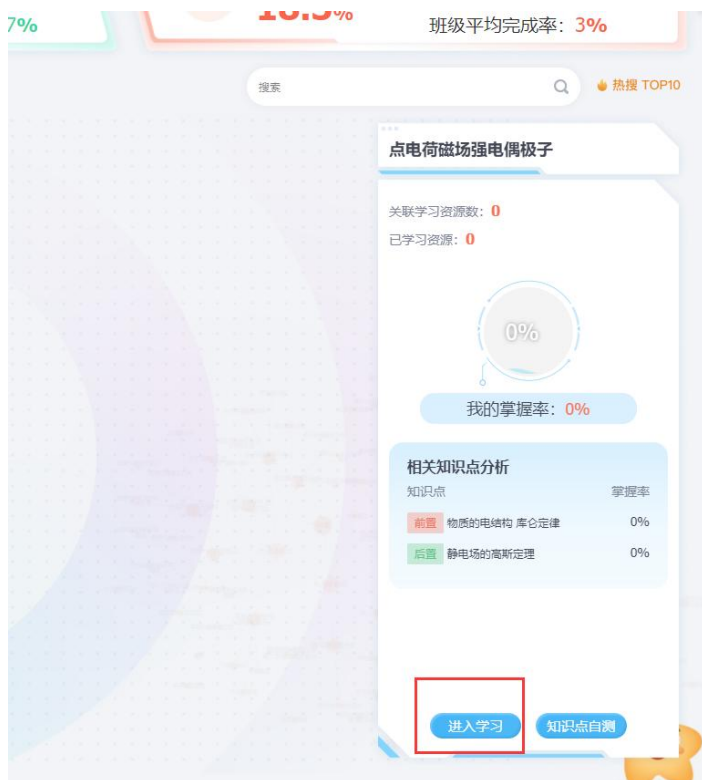 7%
班级平均完成率：3%
搜索
热搜 TOP10
点电荷磁场强电偶极子
关联学习资源数：0
已学习资源：0
0%
我的掌握率：0%
相关知识点分析
知识点 掌握率
前置 物质的电结构 库仑定律 0%
后置 静电场的高斯定理 0%
进入学习 知识点自测